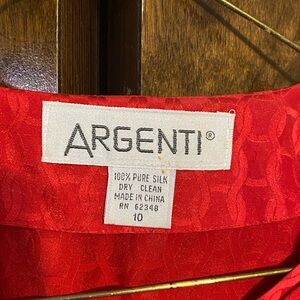 ARGENTI®
100% PURE SILK
DRY CLEAN
MADE IN CHINA
RN 62348
10